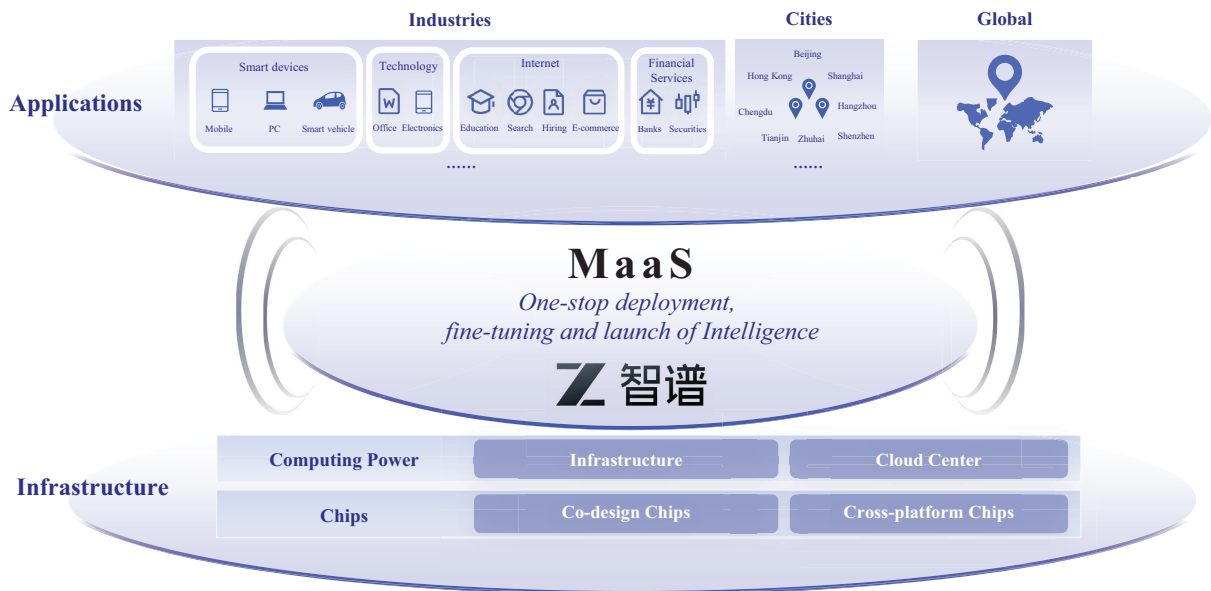 Industries
Cities
Global
Applications
Smart devices
Mobile
PC
Smart vehicle
Technology
W
Office
Electronics
Internet
Education
Search
Hiring
E-commerce
Financial
Services
¥
Banks
Securities
......
Beijing
Hong Kong
Shanghai
Chengdu
Hangzhou
Tianjin
Zhuhai
Shenzhen
......
MaaS
One-stop deployment,
fine-tuning and launch of Intelligence
Z 智谱
Infrastructure
Computing Power
Infrastructure
Cloud Center
Chips
Co-design Chips
Cross-platform Chips